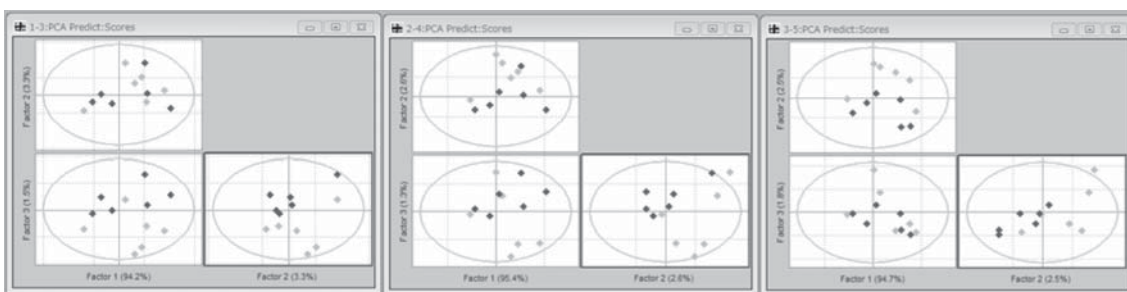 1-3:PCA Predict:Scores
Factor 2 (3.3%)
Factor 3 (1.5%)
Factor 1 (94.2%)
Factor 2 (3.3%)
2-4:PCA Predict:Scores
Factor 2 (2.6%)
Factor 3 (1.3%)
Factor 1 (95.4%)
Factor 2 (2.6%)
3-5:PCA Predict:Scores
Factor 2 (2.5%)
Factor 3 (1.8%)
Factor 1 (94.7%)
Factor 2 (2.5%)